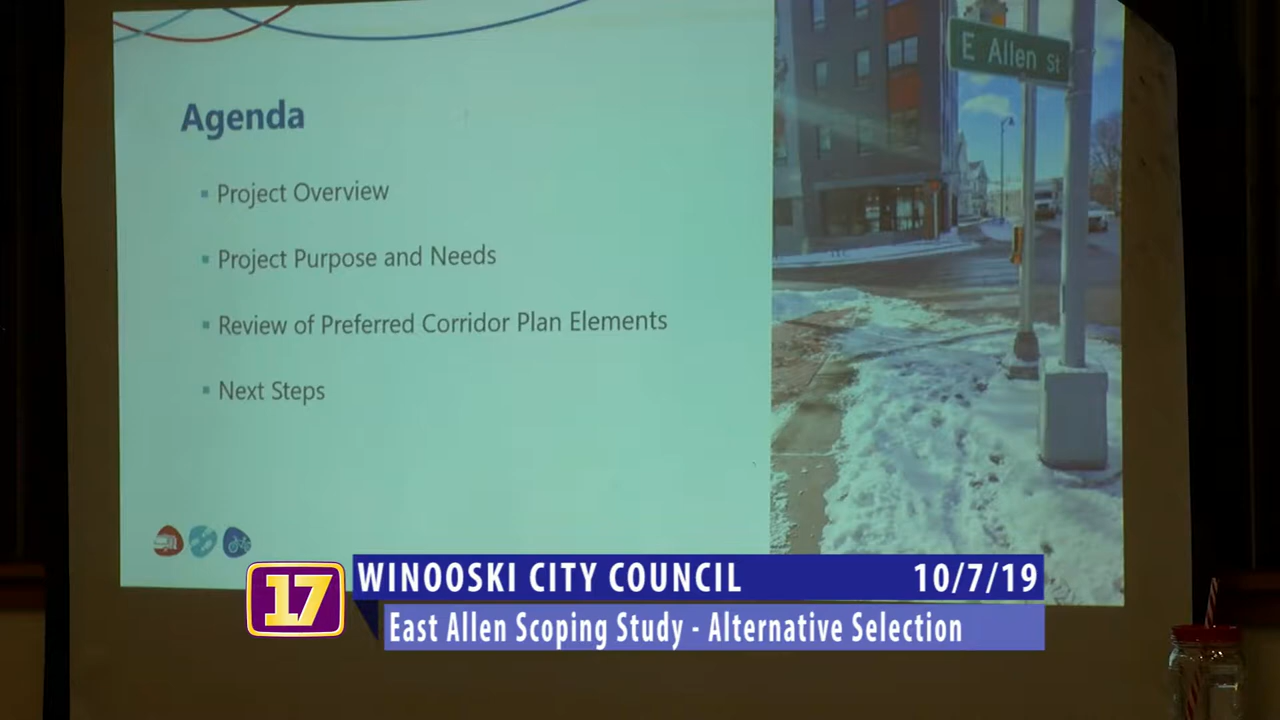 Agenda
Project Overview
Project Purpose and Needs
Review of Preferred Corridor Plan Elements
Next Steps
E Allen St
17
WINOOSKI CITY COUNCIL 10/7/19
East Allen Scoping Study - Alternative Selection